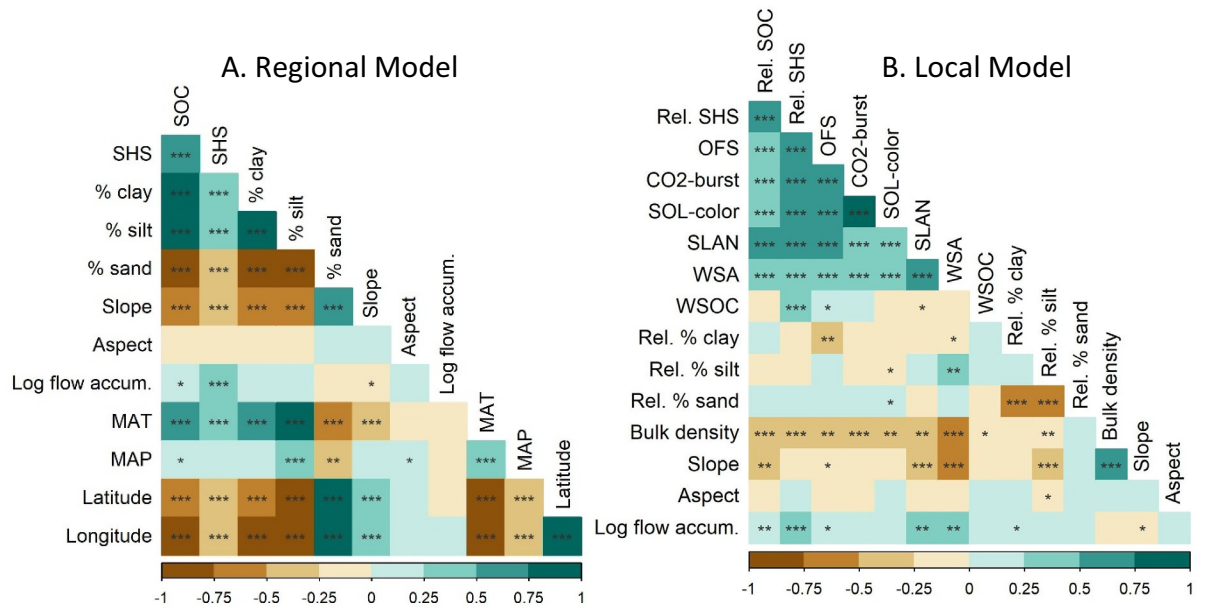 A. Regional Model
SOC
SHS
% clay
% silt
% sand
Slope
Aspect
Log flow accum.
MAT
MAP
Latitude
SHS ***
% clay *** ***
% silt *** *** ***
% sand *** *** *** ***
Slope *** *** *** *** ***
Aspect
Log flow accum. * *** *
MAT *** *** *** *** *** ***
MAP * *** ** * ***
Latitude *** *** *** *** *** *** *** ***
Longitude *** *** *** *** *** *** *** *** ***
-1 -0.75 -0.5 -0.25 0 0.25 0.5 0.75 1
B. Local Model
Rel. SOC
Rel. SHS
OFS
CO2-burst
SOL-color
SLAN
WSA
WSOC
Rel. % clay
Rel. % silt
Rel. % sand
Bulk density
Slope
Aspect
Rel. SHS ***
OFS *** ***
CO2-burst *** *** ***
SOL-color *** *** *** ***
SLAN *** *** *** *** ***
WSA *** *** *** *** *** ***
WSOC *** * *
Rel. % clay ** *
Rel. % silt * **
Rel. % sand * *** ***
Bulk density *** *** ** *** ** ** *** * **
Slope ** * *** *** *** ***
Aspect *
Log flow accum. ** *** * ** ** * *
-1 -0.75 -0.5 -0.25 0 0.25 0.5 0.75 1